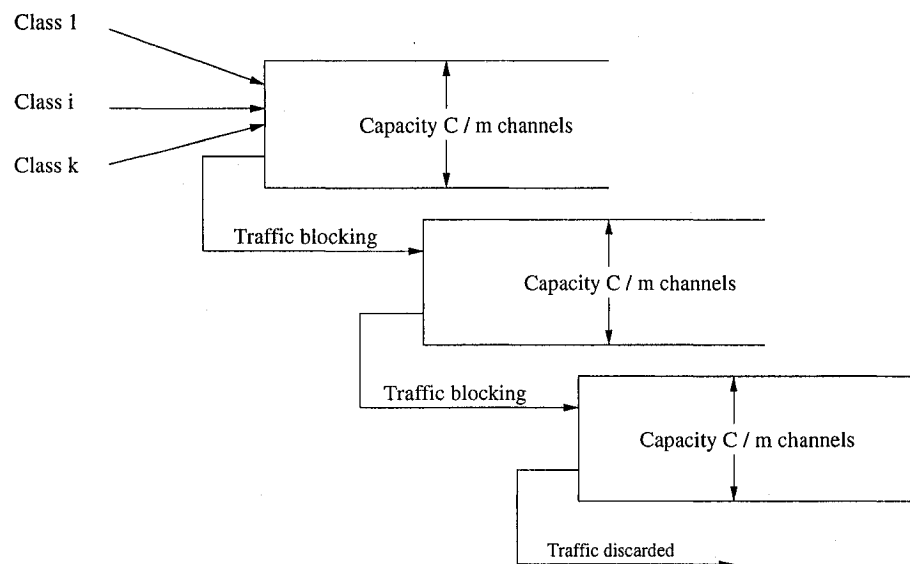 Class 1
Class i
Class k
Capacity C / m channels
Traffic blocking
Capacity C / m channels
Traffic blocking
Capacity C / m channels
Traffic discarded